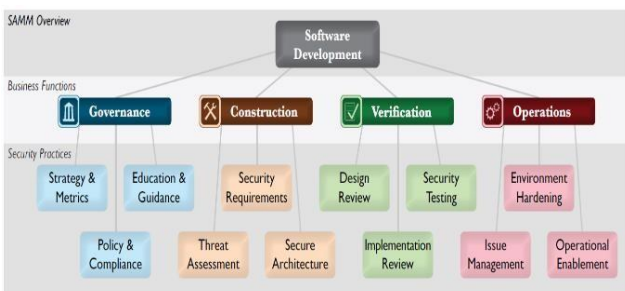 SAMM Overview
Software
Development
Business Functions
Governance
Construction
Verification
Operations
Security Practices
Strategy &
Metrics
Education &
Guidance
Security
Requirements
Design
Review
Security
Testing
Environment
Hardening
Policy &
Compliance
Threat
Assessment
Secure
Architecture
Implementation
Review
Issue
Management
Operational
Enablement